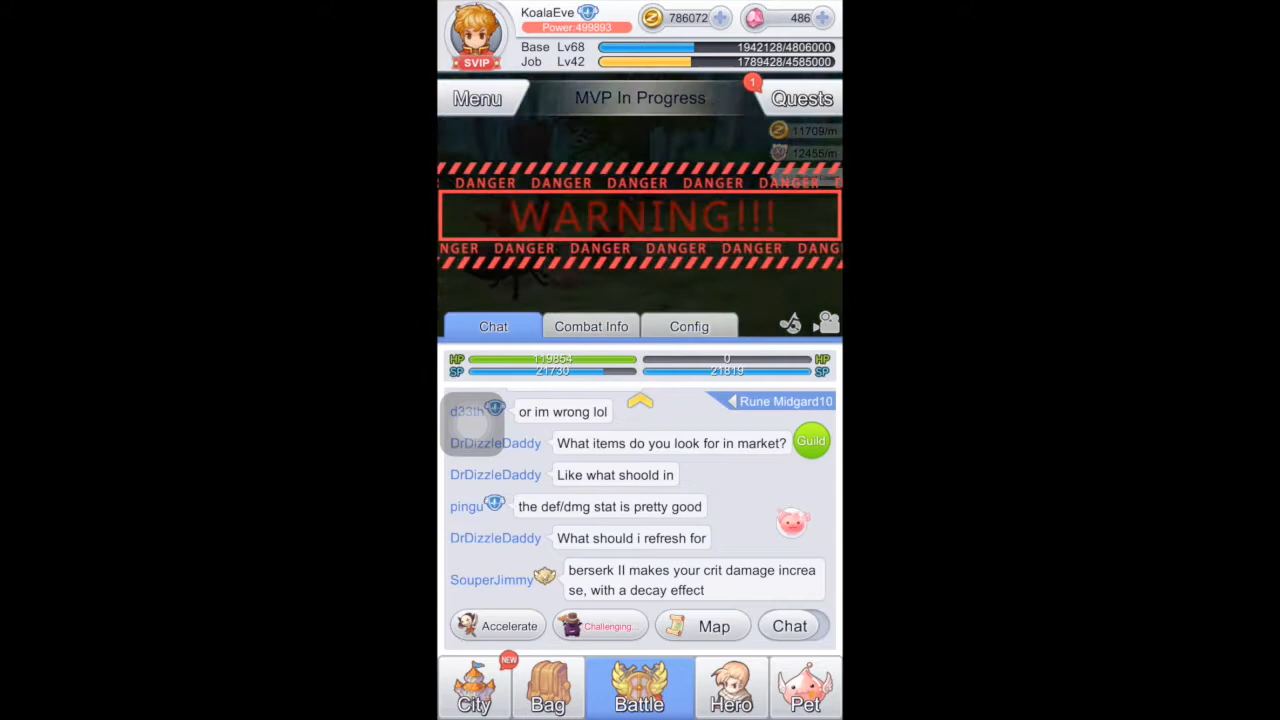 KoalaEve
Power:499893
SVIP
786072
486
Base Lv68 1942128/4806000
Job Lv42 1789428/4585000
Menu
MVP In Progress
1
Quests
11709/m
12455/m
DANGER DANGER DANGER DANGER DANGER
WARNING!!!
NGER DANGER DANGER DANGER DANGER DANG
Chat
Combat Info
Config
HP 119854 0 HP
SP 21730 21819 SP
Rune Midgard10
d33th or im wrong lol
DrDizzleDaddy What items do you look for in market?
Guild
DrDizzleDaddy Like what shoold in
pingu the def/dmg stat is pretty good
DrDizzleDaddy What should i refresh for
SouperJimmy berserk II makes your crit damage increa
se, with a decay effect
Accelerate
Challenging...
Map
Chat
NEW
City
Bag
Battle
Hero
Pet